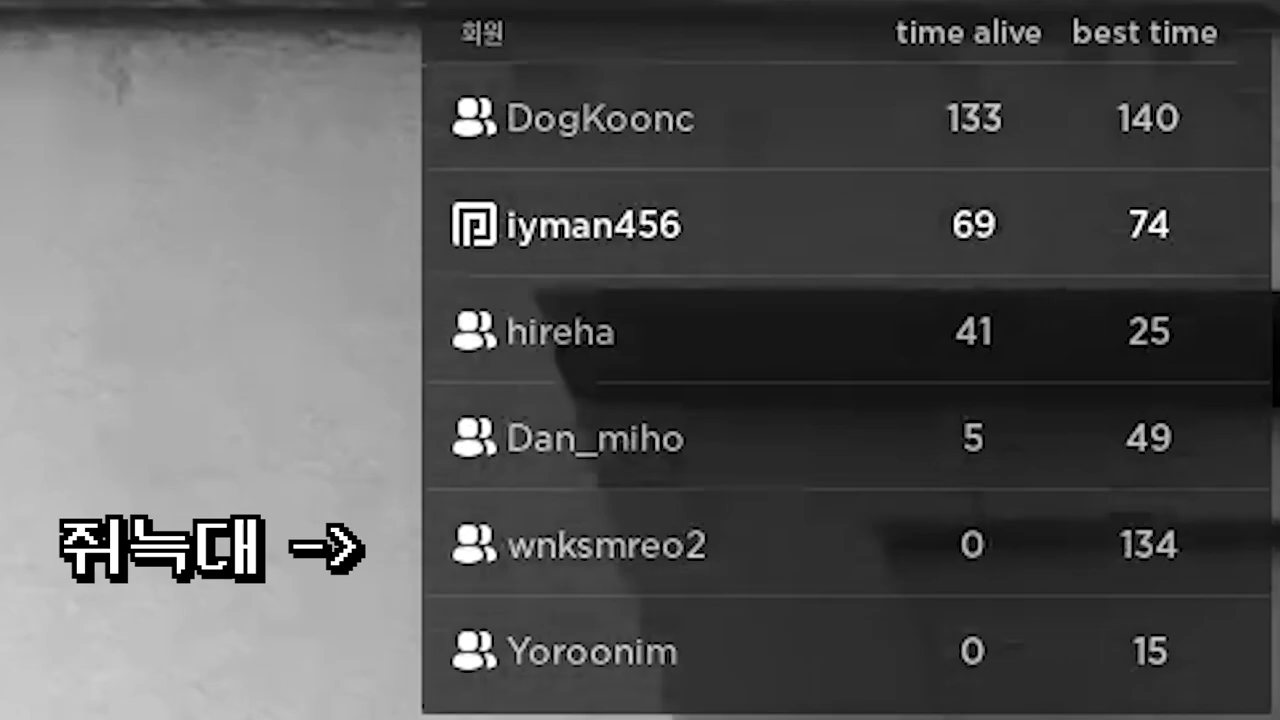 회원 time alive best time
DogKoonc 133 140
iyman456 69 74
hireha 41 25
Dan_miho 5 49
쥐늑대 -> wnksmreo2 0 134
Yoroonim 0 15